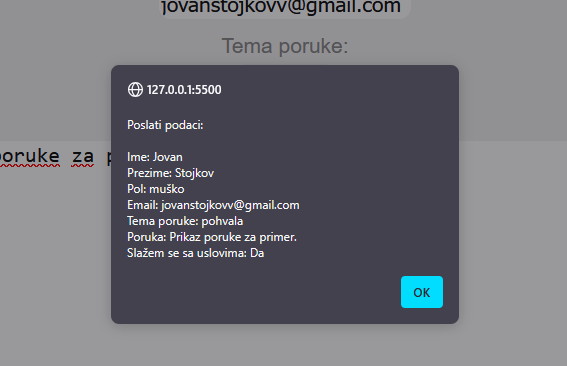 jovanstojkovv@gmail.com
Tema poruke:
127.0.0.1:5500
Poslati podaci:
Ime: Jovan
Prezime: Stojkov
Pol: muško
Email: jovanstojkovv@gmail.com
Tema poruke: pohvala
Poruka: Prikaz poruke za primer.
Slažem se sa uslovima: Da
poruke za p
OK